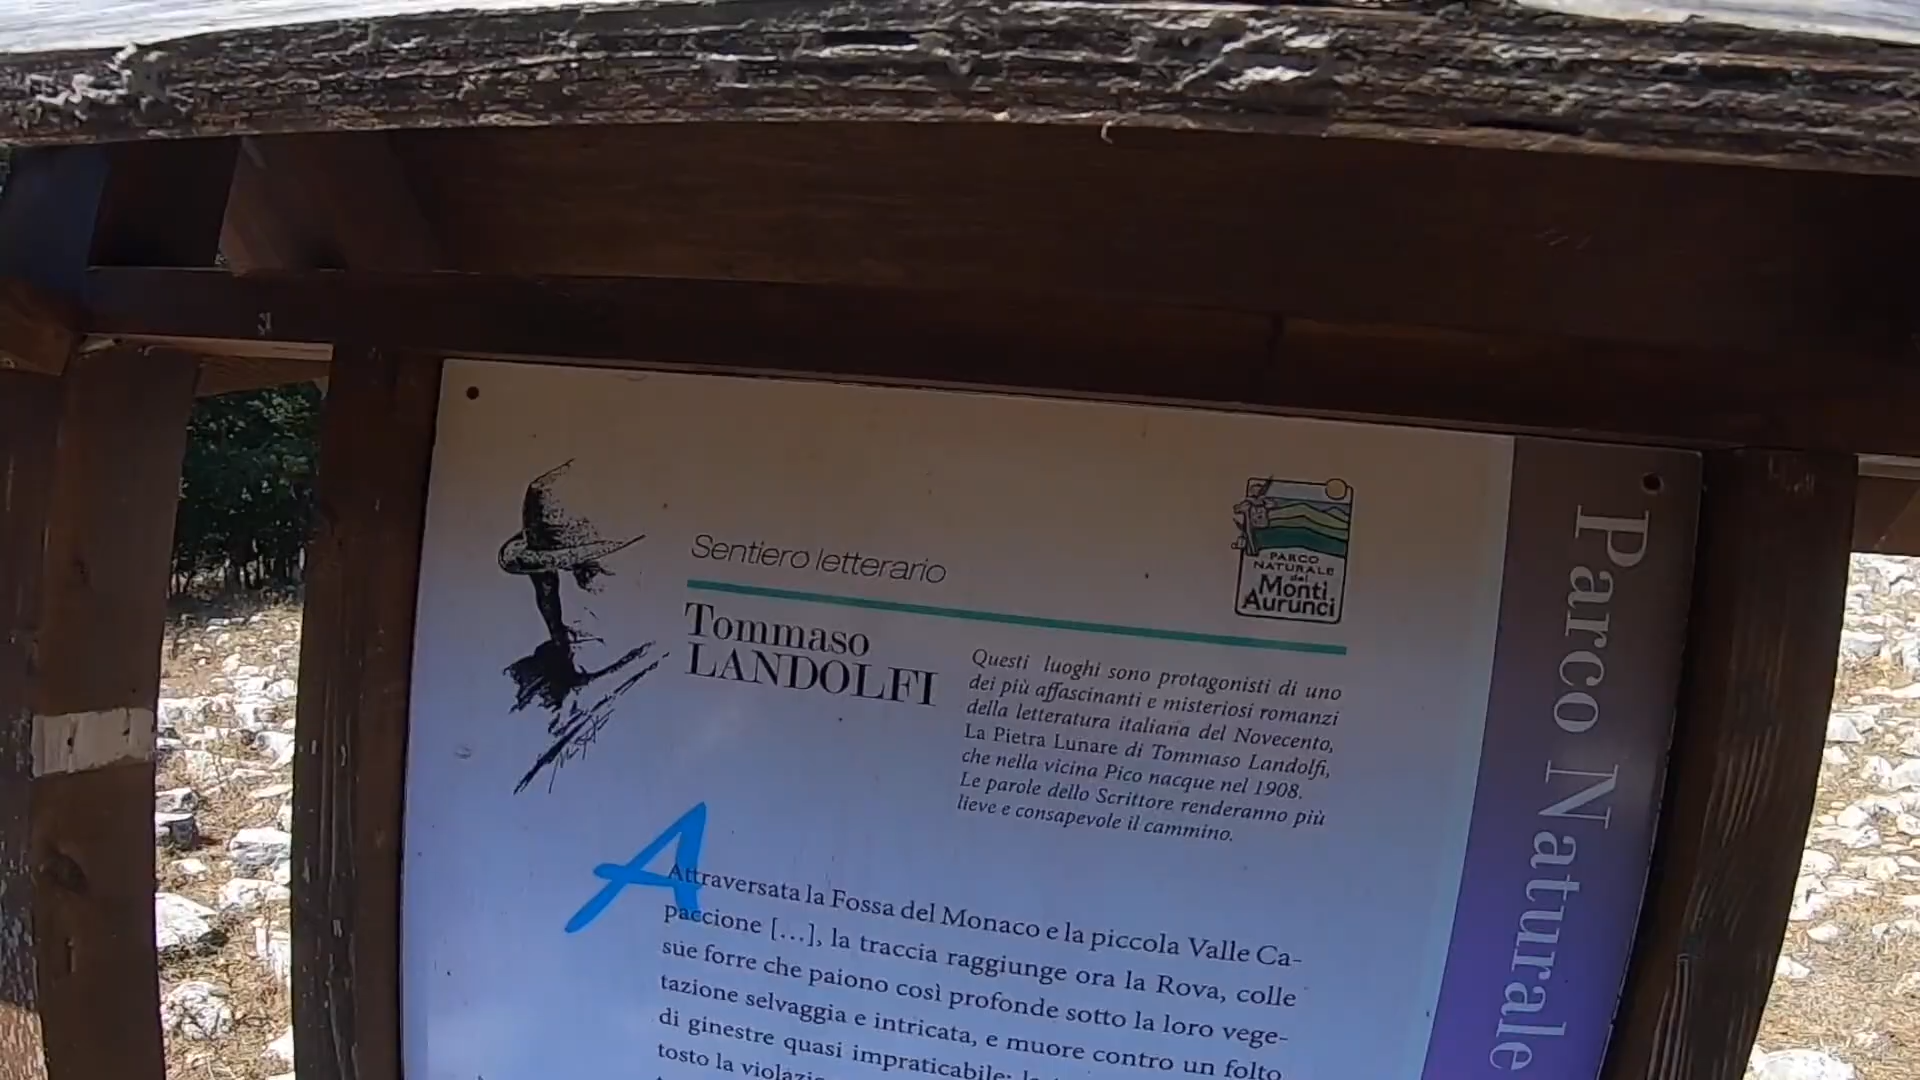 Sentiero letterario
Tommaso
LANDOLFI
PARCO
NATURALE
dei
Monti
Aurunci
Questi luoghi sono protagonisti di uno
dei più affascinanti e misteriosi romanzi
della letteratura italiana del Novecento,
La Pietra Lunare di Tommaso Landolfi,
che nella vicina Pico nacque nel 1908.
Le parole dello Scrittore renderanno più
lieve e consapevole il cammino.
A
Attraversata la Fossa del Monaco e la piccola Valle Ca-
paccione [...], la traccia raggiunge ora la Rova, colle
sue forre che paiono così profonde sotto la loro vege-
tazione selvaggia e intricata, e muore contro un folto
di ginestre quasi impraticabile;
tosto la
Parco Naturale